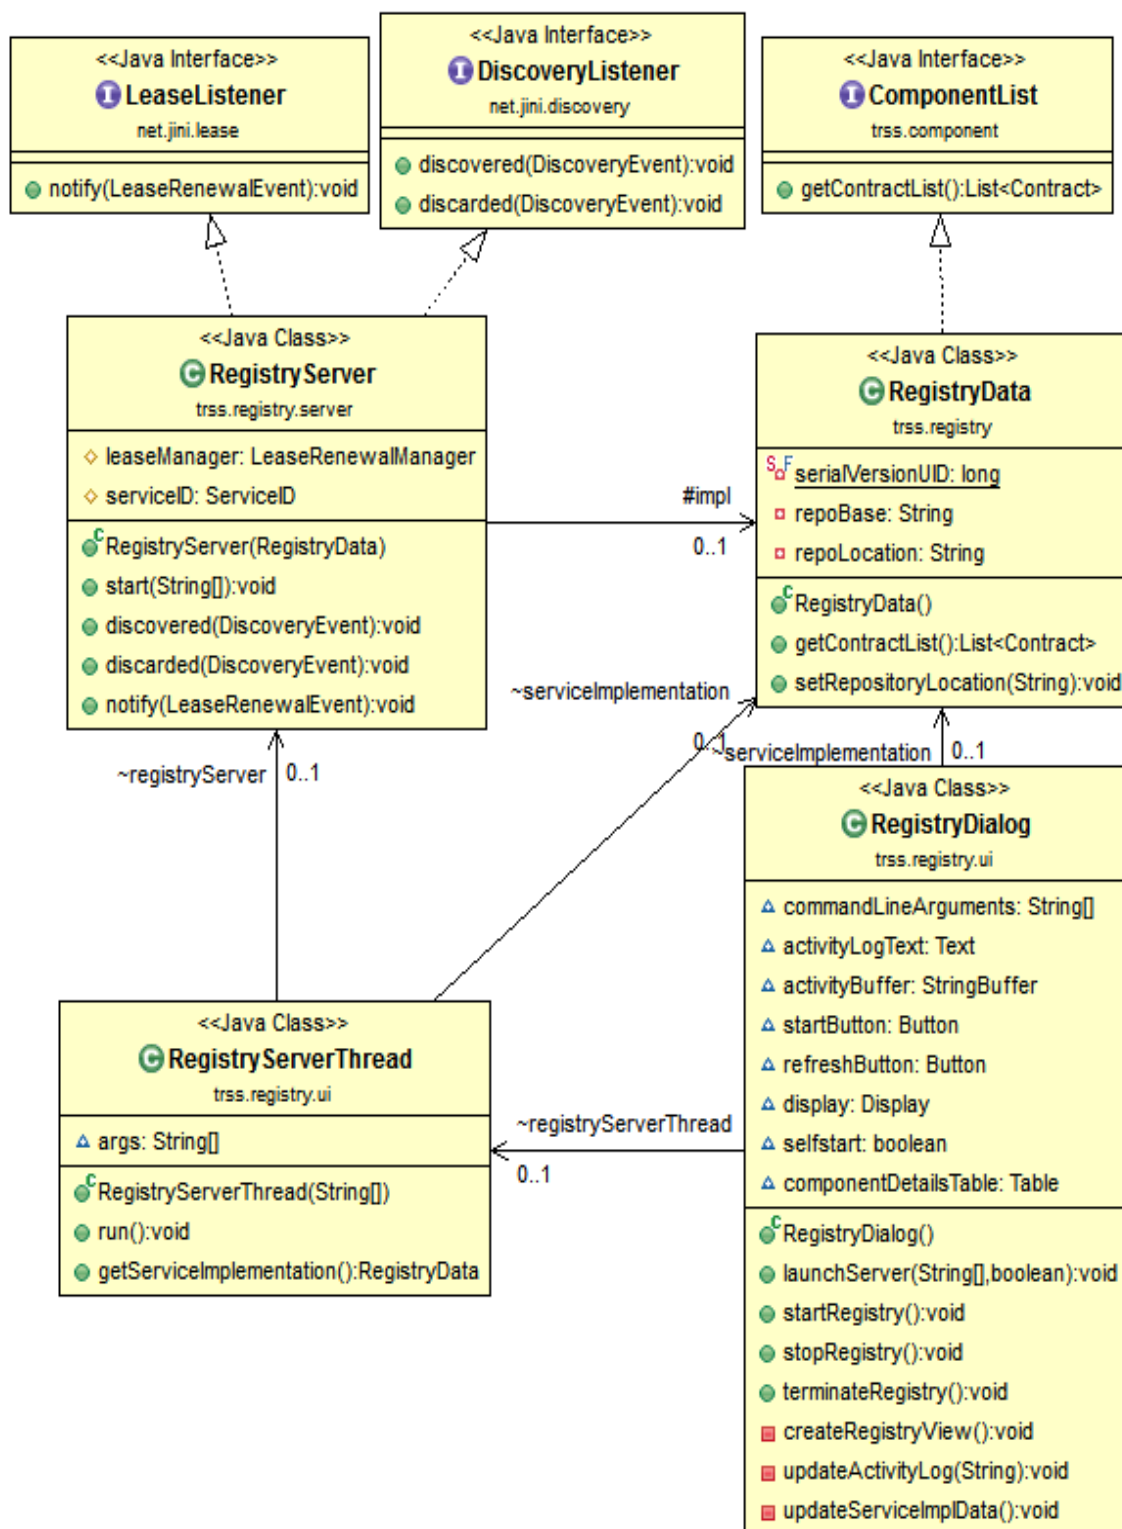 <<Java Interface>>
LeaseListener
net.jini.lease
notify(LeaseRenewalEvent):void
<<Java Interface>>
DiscoveryListener
net.jini.discovery
discovered(DiscoveryEvent):void
discarded(DiscoveryEvent):void
<<Java Interface>>
ComponentList
trss.component
getContractList():List<Contract>
<<Java Class>>
RegistryServer
trss.registry.server
leaseManager: LeaseRenewalManager
serviceID: ServiceID
RegistryServer(RegistryData)
start(String[]):void
discovered(DiscoveryEvent):void
discarded(DiscoveryEvent):void
notify(LeaseRenewalEvent):void
#impl
0..1
<<Java Class>>
RegistryData
trss.registry
serialVersionUID: long
repoBase: String
repoLocation: String
RegistryData()
getContractList():List<Contract>
setRepositoryLocation(String):void
~serviceImplementation
0..1
~serviceImplementation
0..1
~registryServer
0..1
<<Java Class>>
RegistryServerThread
trss.registry.ui
args: String[]
RegistryServerThread(String[])
run():void
getServiceImplementation():RegistryData
~registryServerThread
0..1
<<Java Class>>
RegistryDialog
trss.registry.ui
commandLineArguments: String[]
activityLogText: Text
activityBuffer: StringBuffer
startButton: Button
refreshButton: Button
display: Display
selfstart: boolean
componentDetailsTable: Table
RegistryDialog()
launchServer(String[],boolean):void
startRegistry():void
stopRegistry():void
terminateRegistry():void
createRegistryView():void
updateActivityLog(String):void
updateServiceImplData():void